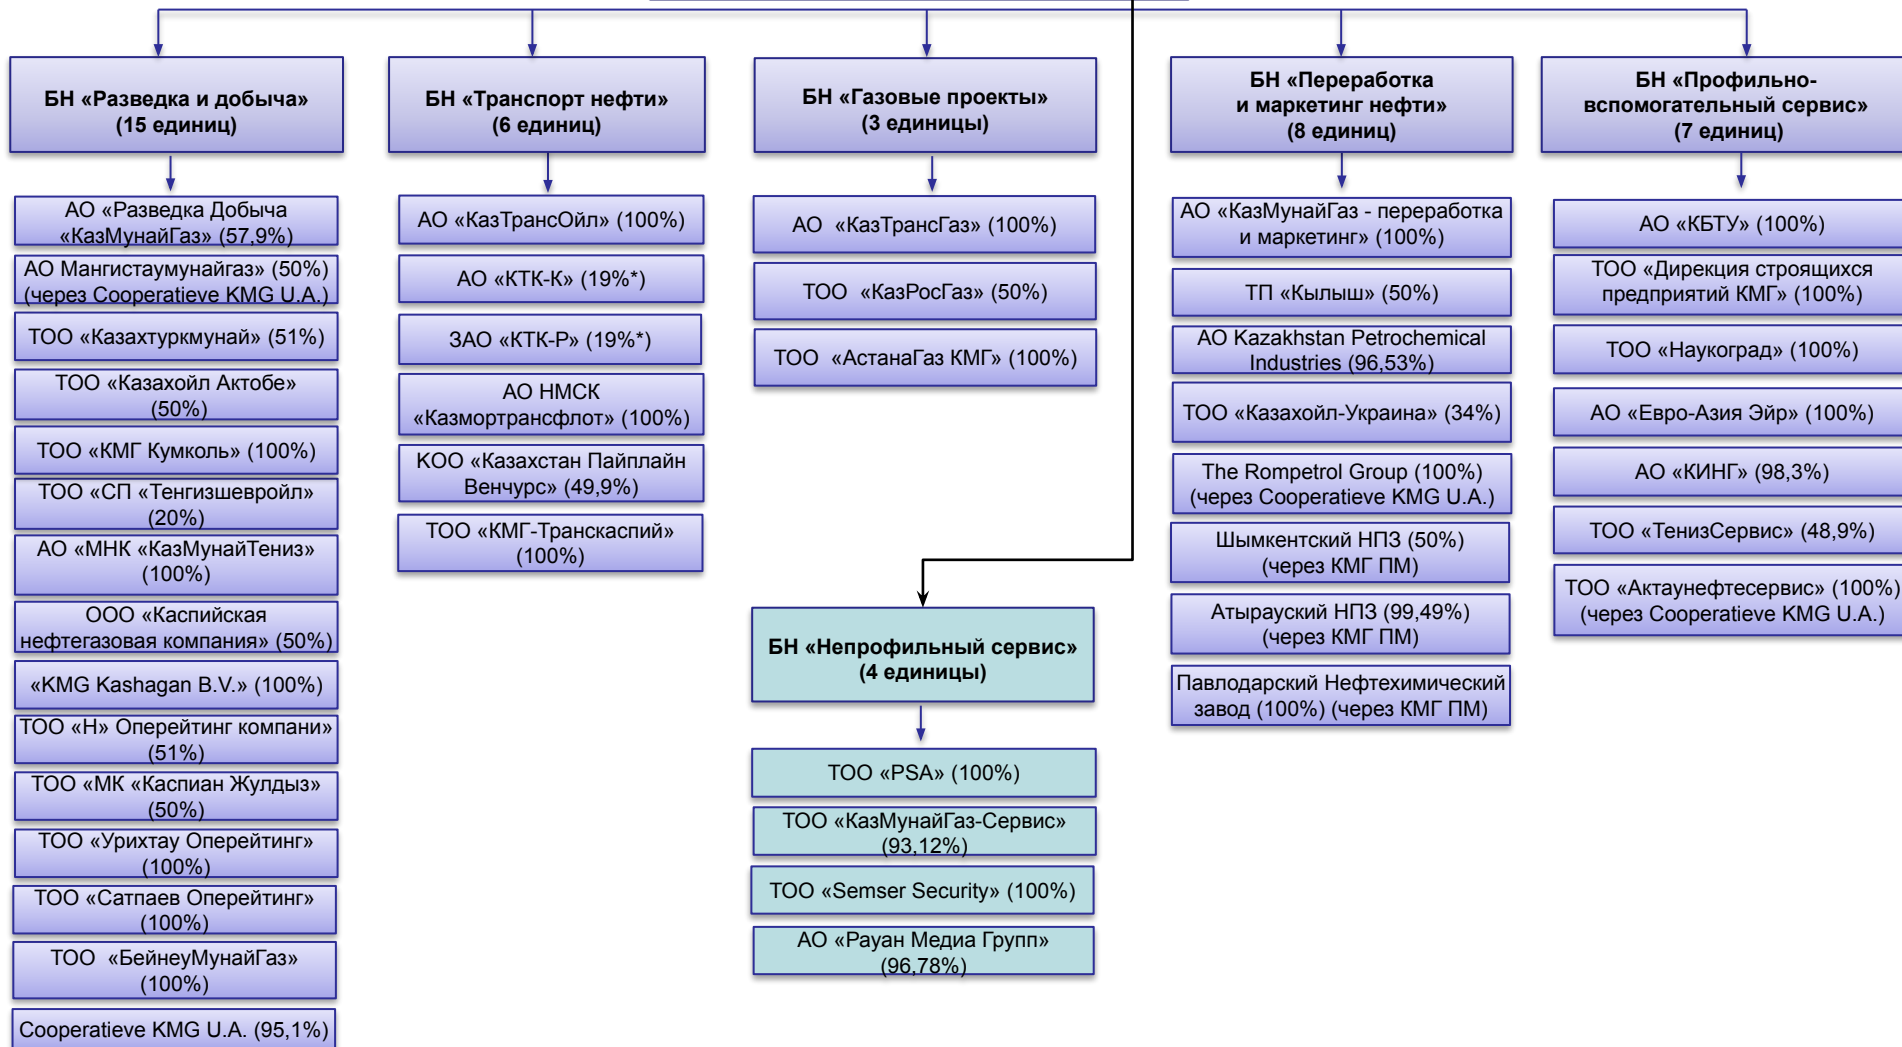 БН «Разведка и добыча»
(15 единиц)
АО «Разведка Добыча
«КазМунайГаз» (57,9%)
АО Мангистаумунайгаз» (50%)
(через Cooperatieve KMG U.A.)
ТОО «Казахтуркмунай» (51%)
ТОО «Казахойл Актобе»
(50%)
ТОО «КМГ Кумколь» (100%)
ТОО «СП «Тенгизшевройл»
(20%)
АО «МНК «КазМунайТениз»
(100%)
ООО «Каспийская
нефтегазовая компания» (50%)
«KMG Kashagan B.V.» (100%)
ТОО «Н» Оперейтинг компани»
(51%)
ТОО «МК «Каспиан Жулдыз»
(50%)
ТОО «Урихтау Оперейтинг»
(100%)
ТОО «Сатпаев Оперейтинг»
(100%)
ТОО «БейнеуМунайГаз»
(100%)
Cooperatieve KMG U.A. (95,1%)
БН «Транспорт нефти»
(6 единиц)
АО «КазТрансОйл» (100%)
АО «КТК-К» (19%*)
ЗАО «КТК-Р» (19%*)
АО НМСК
«Казмортрансфлот» (100%)
КОО «Казахстан Пайплайн
Венчурс» (49,9%)
ТОО «КМГ-Транскаспий»
(100%)
БН «Газовые проекты»
(3 единицы)
АО «КазТрансГаз» (100%)
ТОО «КазРосГаз» (50%)
ТОО «АстанаГаз КМГ» (100%)
БН «Непрофильный сервис»
(4 единицы)
ТОО «PSA» (100%)
ТОО «КазМунайГаз-Сервис»
(93,12%)
ТОО «Semser Security» (100%)
АО «Рауан Медиа Групп»
(96,78%)
БН «Переработка
и маркетинг нефти»
(8 единиц)
АО «КазМунайГаз - переработка
и маркетинг» (100%)
ТП «Кылыш» (50%)
АО Kazakhstan Petrochemical
Industries (96,53%)
ТОО «Казахойл-Украина» (34%)
The Rompetrol Group (100%)
(через Cooperatieve KMG U.A.)
Шымкентский НПЗ (50%)
(через КМГ ПМ)
Атырауский НПЗ (99,49%)
(через КМГ ПМ)
Павлодарский Нефтехимический
завод (100%) (через КМГ ПМ)
БН «Профильно-
вспомогательный сервис»
(7 единиц)
АО «КБТУ» (100%)
ТОО «Дирекция строящихся
предприятий КМГ» (100%)
ТОО «Наукоград» (100%)
АО «Евро-Азия Эйр» (100%)
АО «КИНГ» (98,3%)
ТОО «ТенизСервис» (48,9%)
ТОО «Актаунефтесервис» (100%)
(через Cooperatieve KMG U.A.)